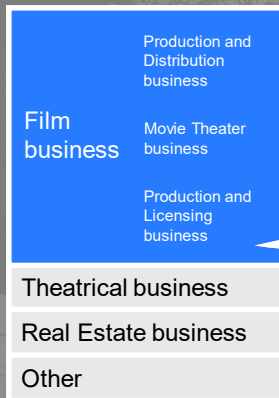 Film
business
Production and
Distribution
business
Movie Theater
business
Production and
Licensing
business
Theatrical business
Real Estate business
Other